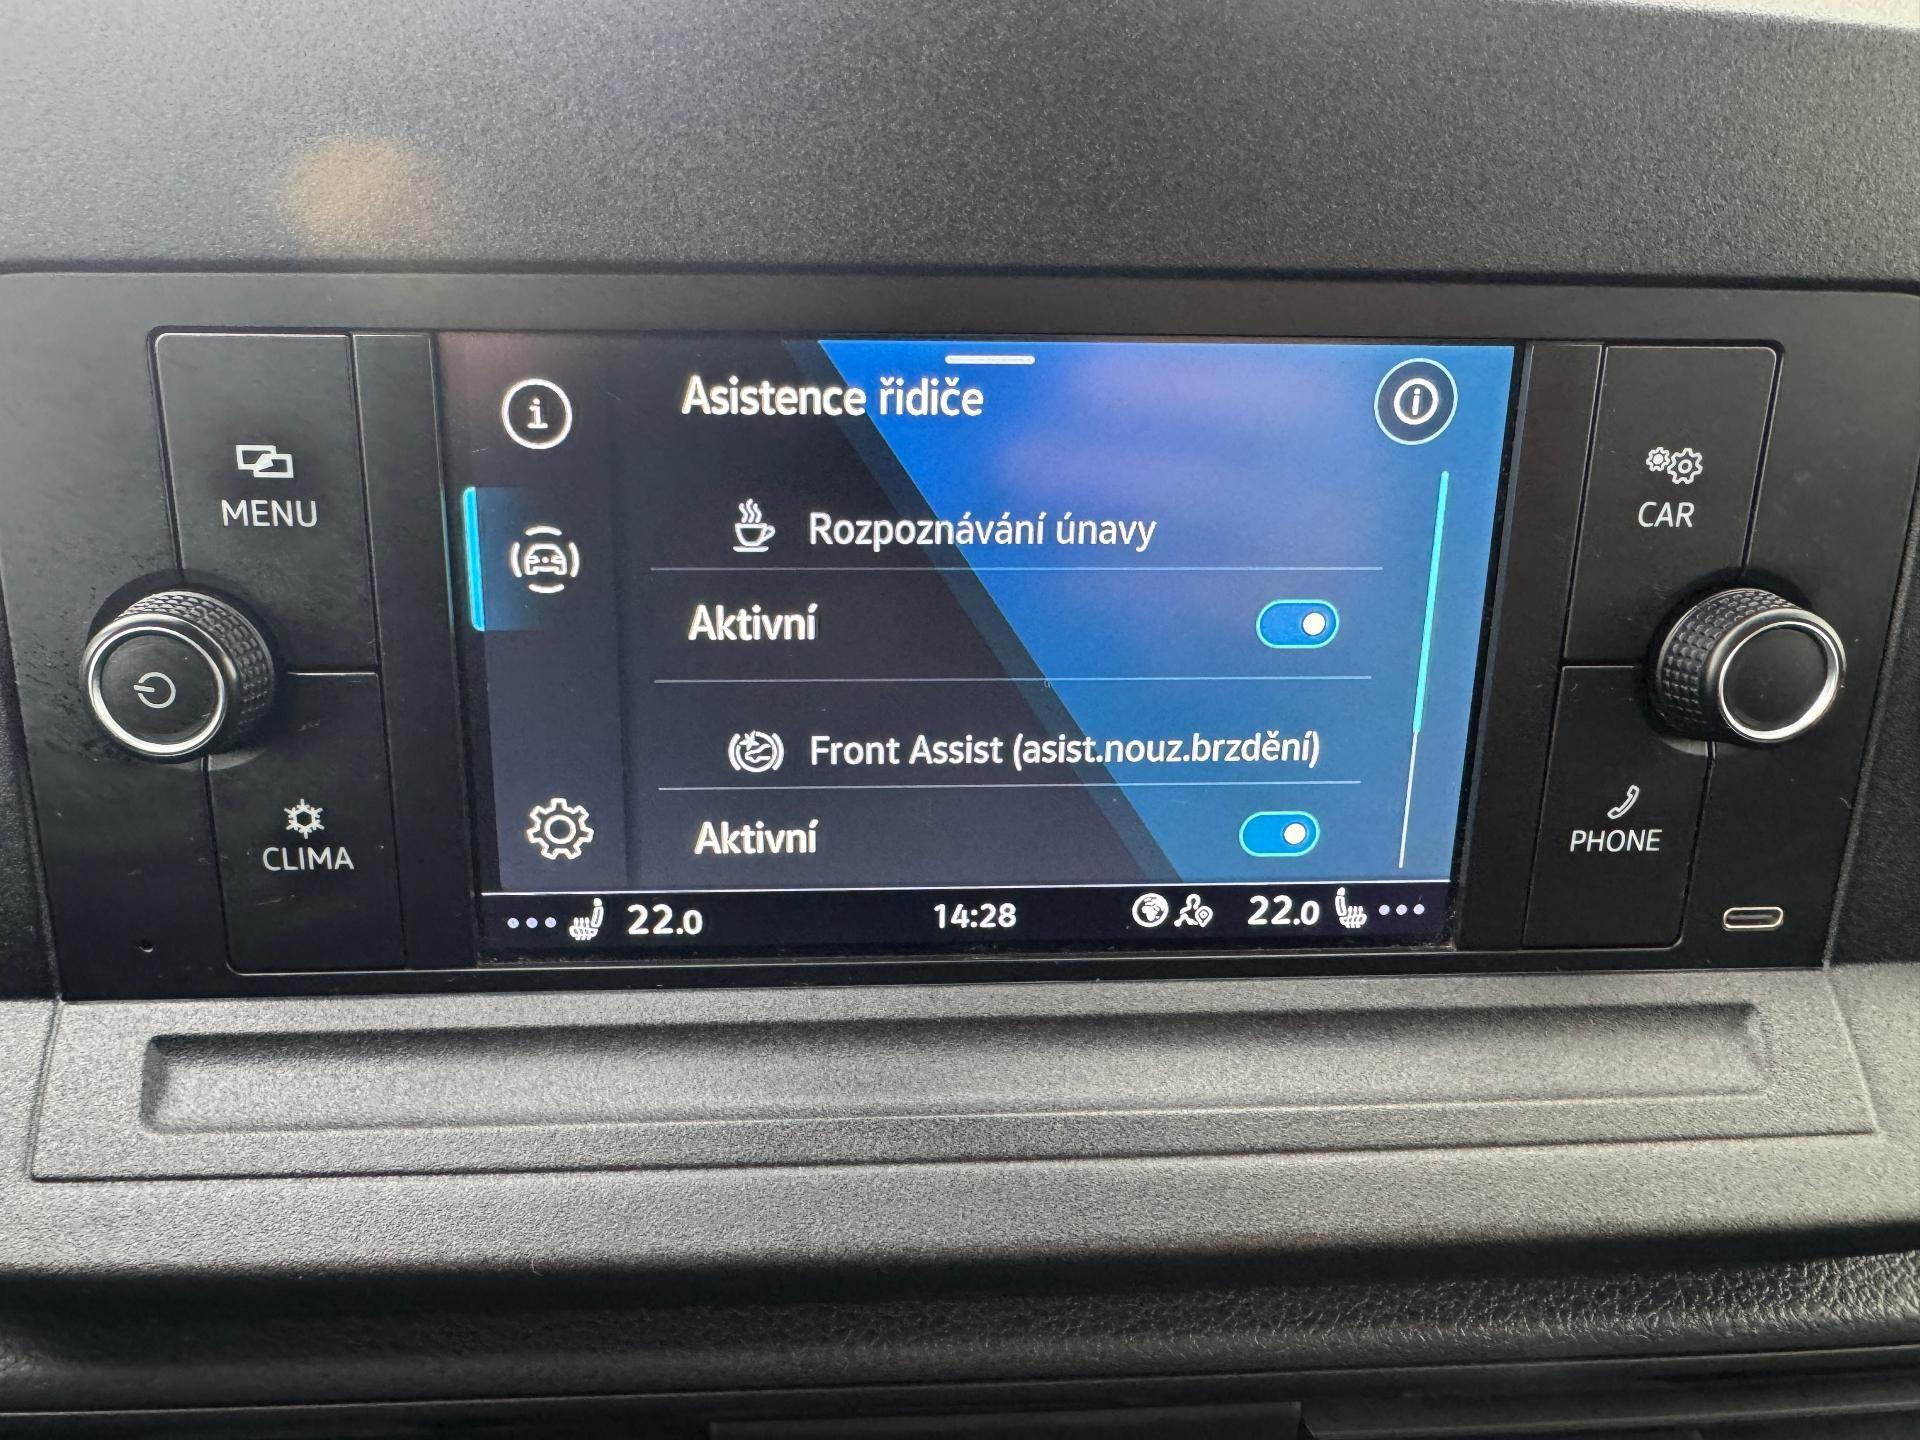 Asistence řidiče
MENU
CAR
Rozpoznávání únavy
Aktivní
Front Assist (asist.nouz.brzdění)
Aktivní
CLIMA
PHONE
22.0
14:28
22.0